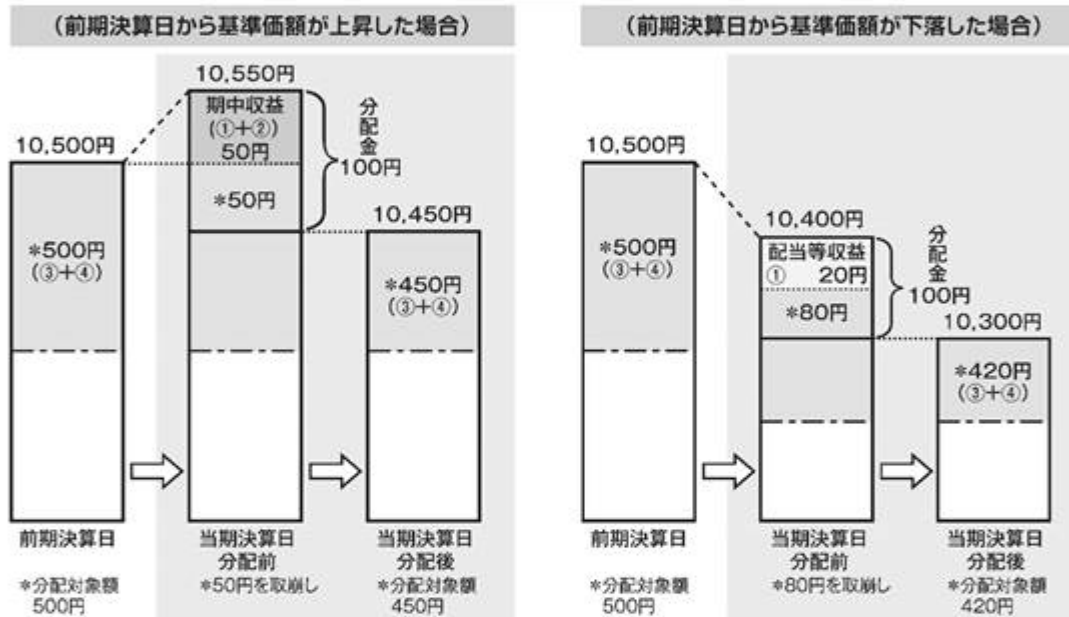 （前期決算日から基準価額が上昇した場合）
10,550円
期中収益
(①+②)
50円
分配金
100円
10,500円
*50円
10,450円
*500円
(③+④)
*450円
(③+④)
前期決算日
当期決算日
分配前
当期決算日
分配後
*分配対象額
500円
*50円を取崩し
*分配対象額
450円
（前期決算日から基準価額が下落した場合）
10,500円
10,400円
*500円
(③+④)
配当等収益
① 20円
分配金
100円
*80円
10,300円
*420円
(③+④)
前期決算日
当期決算日
分配前
当期決算日
分配後
*分配対象額
500円
*80円を取崩し
*分配対象額
420円